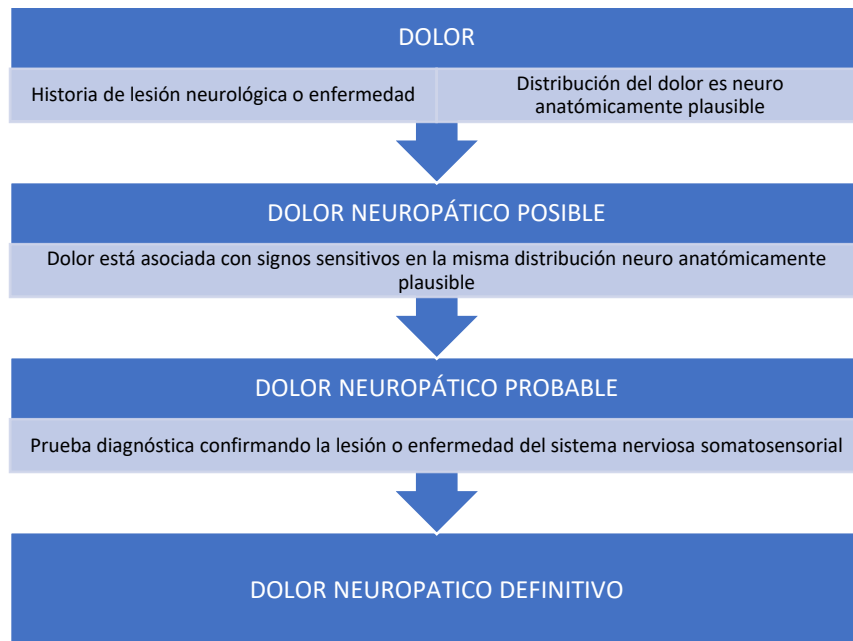 DOLOR
Historia de lesión neurológica o enfermedad
Distribución del dolor es neuro
anatómicamente plausible
DOLOR NEUROPÁTICO POSIBLE
Dolor está asociada con signos sensitivos en la misma distribución neuro anatómicamente
plausible
DOLOR NEUROPÁTICO PROBABLE
Prueba diagnóstica confirmando la lesión o enfermedad del sistema nerviosa somatosensorial
DOLOR NEUROPATICO DEFINITIVO